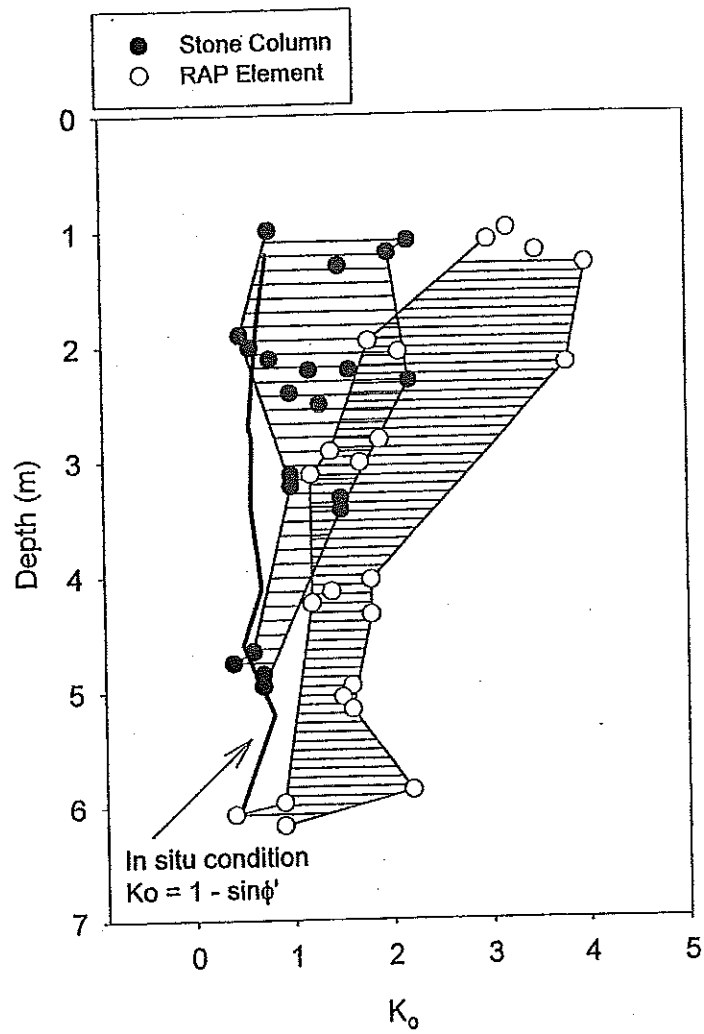 Stone Column
RAP Element
0
1
2
3
4
5
6
7
Depth (m)
In situ condition
Ko = 1 - sinϕ'
0
1
2
3
4
5
K₀